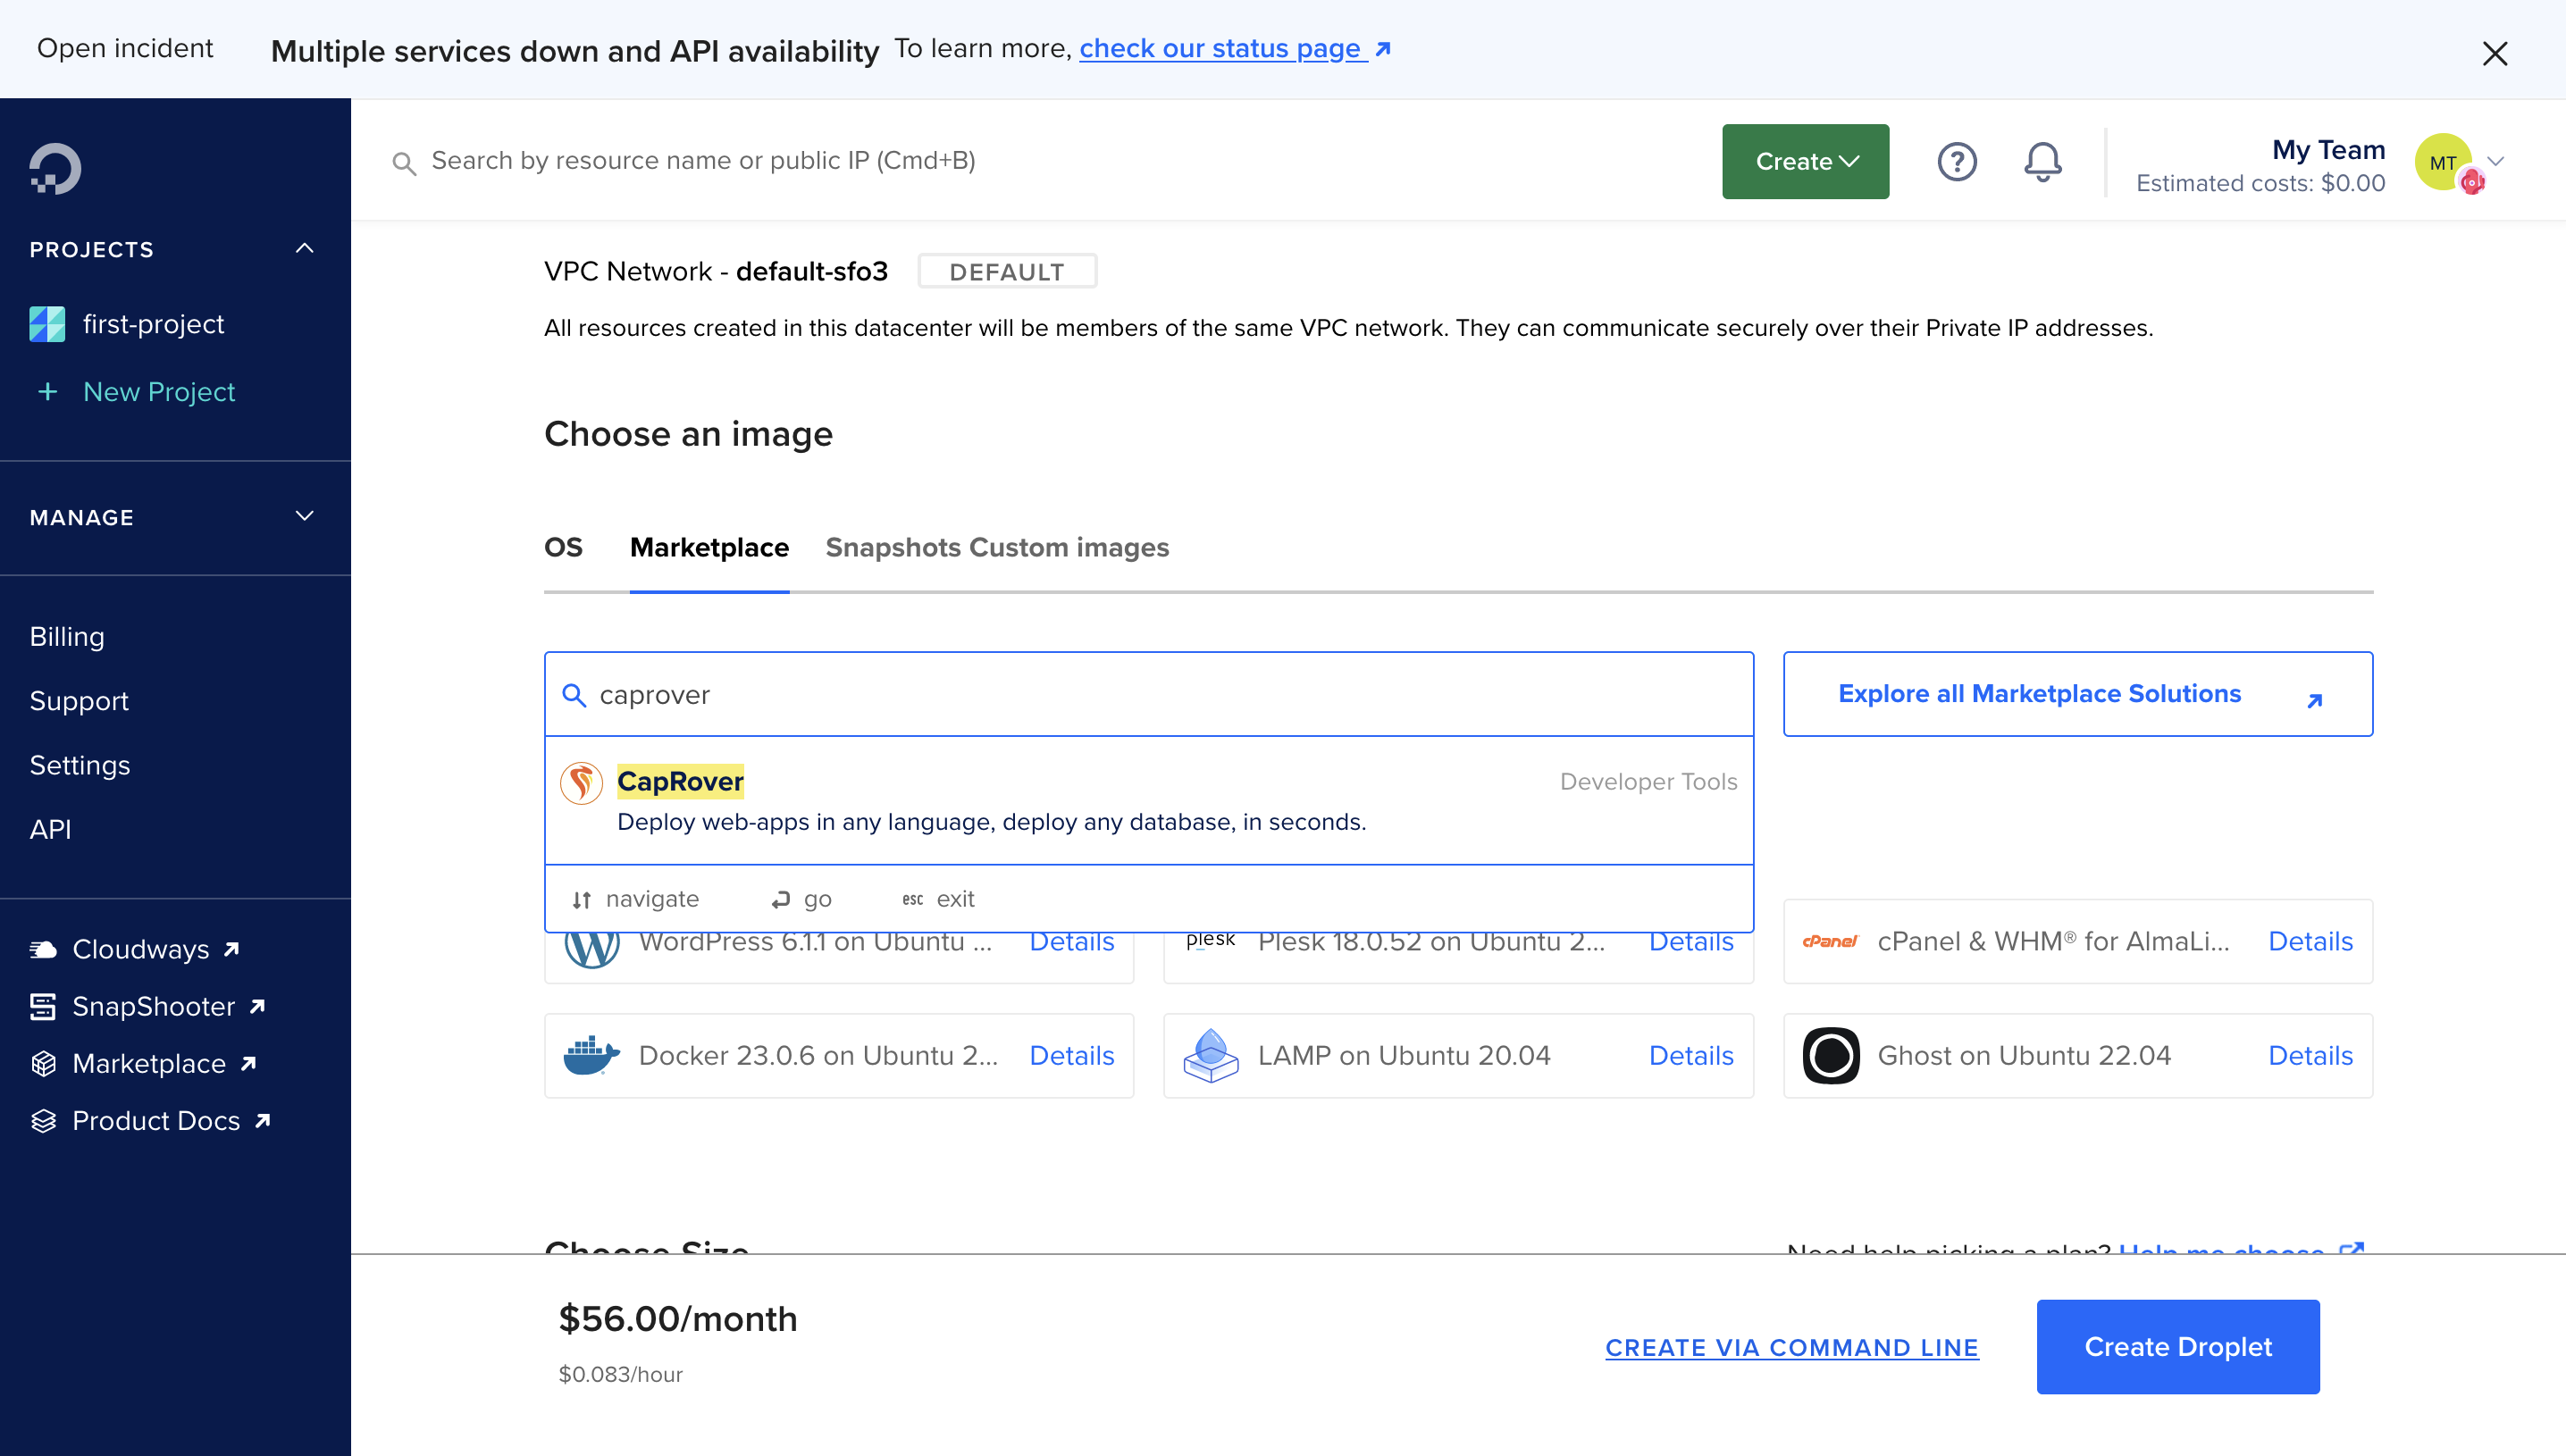 Open incident Multiple services down and API availability To learn more, check our status page
Search by resource name or public IP (Cmd+B)
Create
My Team
Estimated costs: $0.00
MT
PROJECTS
first-project
+ New Project
MANAGE
Billing
Support
Settings
API
Cloudways
SnapShooter
Marketplace
Product Docs
VPC Network - default-sfo3 DEFAULT
All resources created in this datacenter will be members of the same VPC network. They can communicate securely over their Private IP addresses.
Choose an image
OS Marketplace Snapshots Custom images
caprover
Explore all Marketplace Solutions
CapRover Developer Tools
Deploy web-apps in any language, deploy any database, in seconds.
navigate go esc exit
WordPress 6.1.1 on Ubuntu ... Details
plesk Plesk 18.0.52 on Ubuntu 2... Details
cPanel cPanel & WHM® for AlmaLi... Details
Docker 23.0.6 on Ubuntu 2... Details
LAMP on Ubuntu 20.04 Details
Ghost on Ubuntu 22.04 Details
Choose Size
Need help picking a plan? Help me choose
$56.00/month
$0.083/hour
CREATE VIA COMMAND LINE
Create Droplet